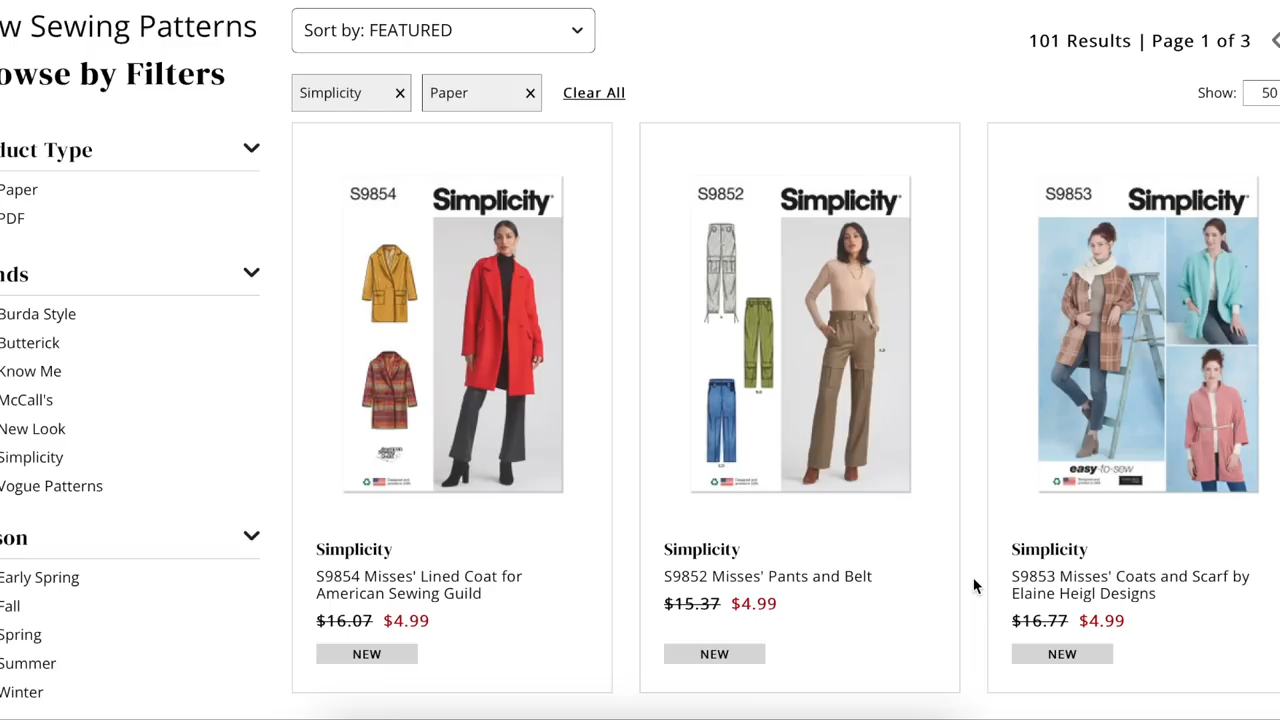 w Sewing Patterns
owse by Filters
duct Type
Paper
PDF
nds
Burda Style
Butterick
Know Me
McCall's
New Look
Simplicity
Vogue Patterns
son
Early Spring
Fall
Spring
Summer
Winter
Sort by: FEATURED
101 Results | Page 1 of 3
Simplicity
Paper
Clear All
Show: 50
S9854 Simplicity
Simplicity
S9854 Misses' Lined Coat for
American Sewing Guild
$16.07 $4.99
NEW
S9852 Simplicity
Simplicity
S9852 Misses' Pants and Belt
$15.37 $4.99
NEW
S9853 Simplicity
easy-to-sew
Simplicity
S9853 Misses' Coats and Scarf by
Elaine Heigl Designs
$16.77 $4.99
NEW